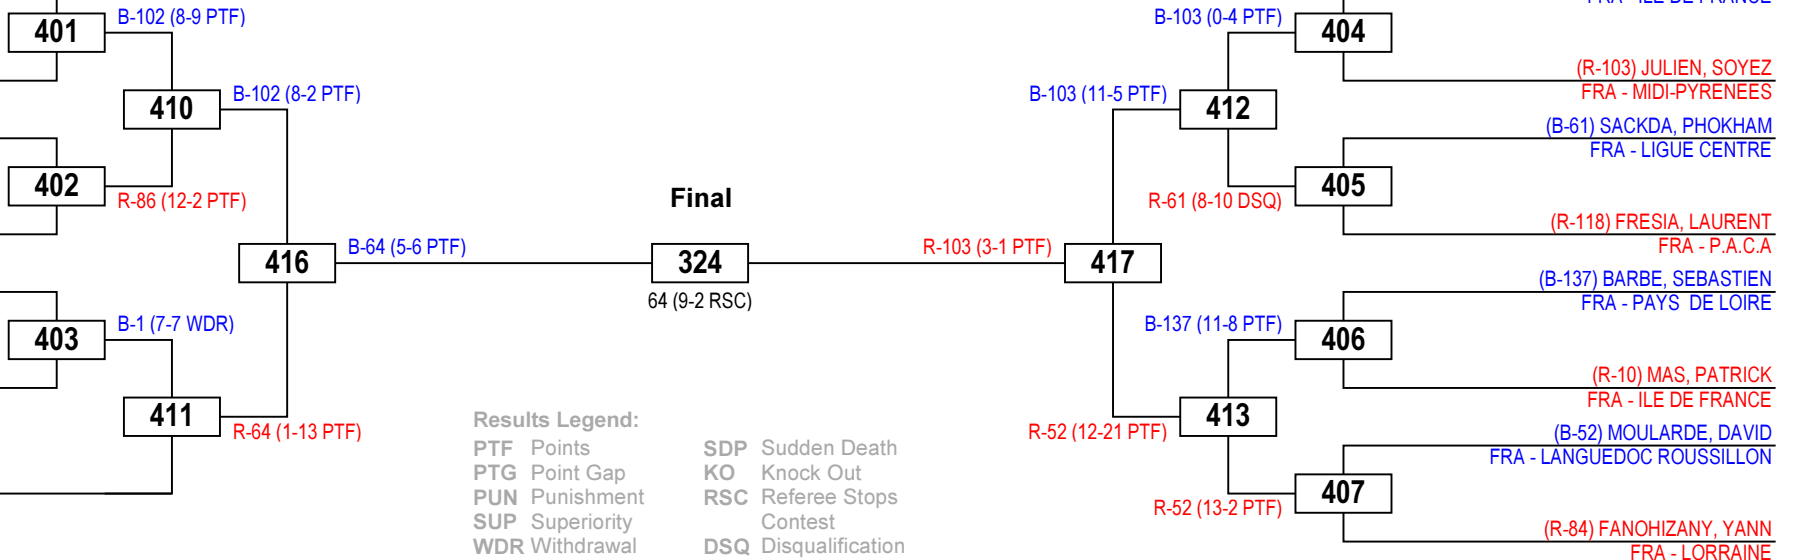 FRA - ILE DE FRANCE
401
B-102 (8-9 PTF)
B-103 (0-4 PTF)
404
(R-103) JULIEN, SOYEZ
FRA - MIDI-PYRENEES
410
B-102 (8-2 PTF)
B-103 (11-5 PTF)
412
(B-61) SACKDA, PHOKHAM
FRA - LIGUE CENTRE
402
R-86 (12-2 PTF)
Final
R-61 (8-10 DSQ)
405
(R-118) FRESIA, LAURENT
FRA - P.A.C.A
416
B-64 (5-6 PTF)
324
R-103 (3-1 PTF)
417
64 (9-2 RSC)
(B-137) BARBE, SEBASTIEN
FRA - PAYS  DE LOIRE
403
B-1 (7-7 WDR)
B-137 (11-8 PTF)
406
(R-10) MAS, PATRICK
FRA - ILE DE FRANCE
411
R-64 (1-13 PTF)
R-52 (12-21 PTF)
413
(B-52) MOULARDE, DAVID
FRA - LANGUEDOC ROUSSILLON
407
R-52 (13-2 PTF)
(R-84) FANOHIZANY, YANN
FRA - LORRAINE
Results Legend:
PTF Points
PTG Point Gap
PUN Punishment
SUP Superiority
WDR Withdrawal
SDP Sudden Death
KO Knock Out
RSC Referee Stops
Contest
DSQ Disqualification